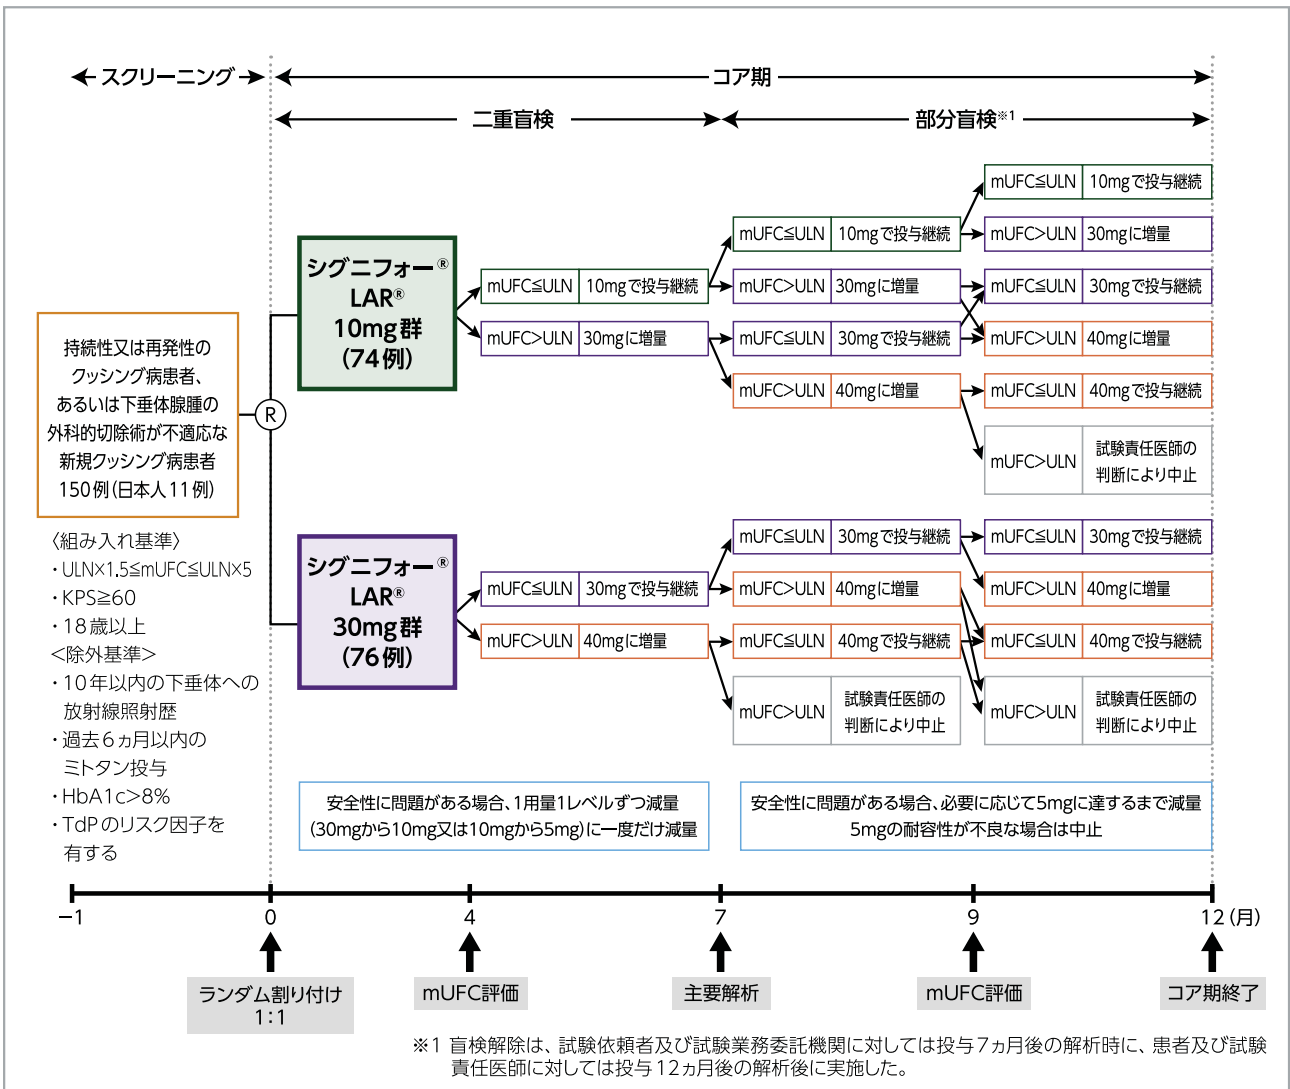 スクリーニング
コア期
二重盲検
部分盲検※1
持続性又は再発性の
クッシング病患者、
あるいは下垂体腺腫の
外科的切除術が不適応な
新規クッシング病患者
150例(日本人11例)
〈組み入れ基準〉
・ULN×1.5≦mUFC≦ULN×5
・KPS≧60
・18歳以上
<除外基準>
・10年以内の下垂体への
放射線照射歴
・過去6ヵ月以内の
ミトタン投与
・HbA1c>8%
・TdPのリスク因子を
有する
R
シグニフォー®
LAR®
10mg群
(74例)
mUFC≦ULN 10mgで投与継続
mUFC>ULN 30mgに増量
mUFC≦ULN 10mgで投与継続
mUFC>ULN 30mgに増量
mUFC≦ULN 30mgで投与継続
mUFC>ULN 40mgに増量
mUFC≦ULN 10mgで投与継続
mUFC>ULN 30mgに増量
mUFC≦ULN 30mgで投与継続
mUFC>ULN 40mgに増量
mUFC≦ULN 40mgで投与継続
mUFC>ULN 試験責任医師の
判断により中止
シグニフォー®
LAR®
30mg群
(76例)
mUFC≦ULN 30mgで投与継続
mUFC>ULN 40mgに増量
mUFC≦ULN 30mgで投与継続
mUFC>ULN 40mgに増量
mUFC≦ULN 40mgで投与継続
mUFC>ULN 試験責任医師の
判断により中止
mUFC≦ULN 30mgで投与継続
mUFC>ULN 40mgに増量
mUFC≦ULN 40mgで投与継続
mUFC>ULN 試験責任医師の
判断により中止
安全性に問題がある場合、1用量1レベルずつ減量
(30mgから10mg又は10mgから5mg)に一度だけ減量
安全性に問題がある場合、必要に応じて5mgに達するまで減量
5mgの耐容性が不良な場合は中止
−1 0 4 7 9 12(月)
ランダム割り付け
1:1
mUFC評価
主要解析
mUFC評価
コア期終了
※1 盲検解除は、試験依頼者及び試験業務委託機関に対しては投与7ヵ月後の解析時に、患者及び試験
責任医師に対しては投与12ヵ月後の解析後に実施した。